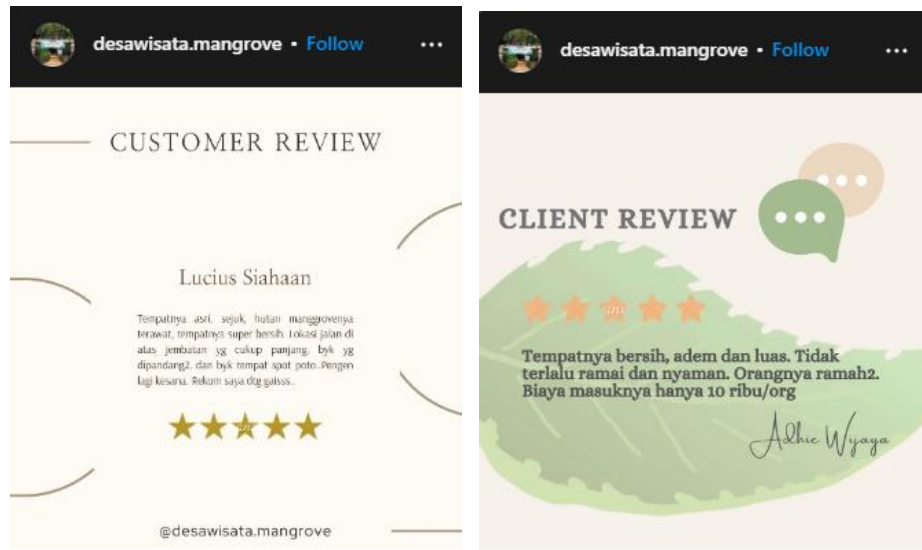 desawisata.mangrove • Follow
CUSTOMER REVIEW
Lucius Siahaan
Tempatnya asri, sejuk, hutan manggrovenya
terawat, tempatnya super bersih. Lokasi jalan di
atas jembatan yg cukup panjang, byk yg
dipandang2, dan byk tempat spot poto. Pengen
lagi kesana. Rekom saya dtg gaisss..
@desawisata.mangrove
desawisata.mangrove • Follow
CLIENT REVIEW
Tempatnya bersih, adem dan luas. Tidak
terlalu ramai dan nyaman. Orangnya ramah2.
Biaya masuknya hanya 10 ribu/org
Adhie Wijaya